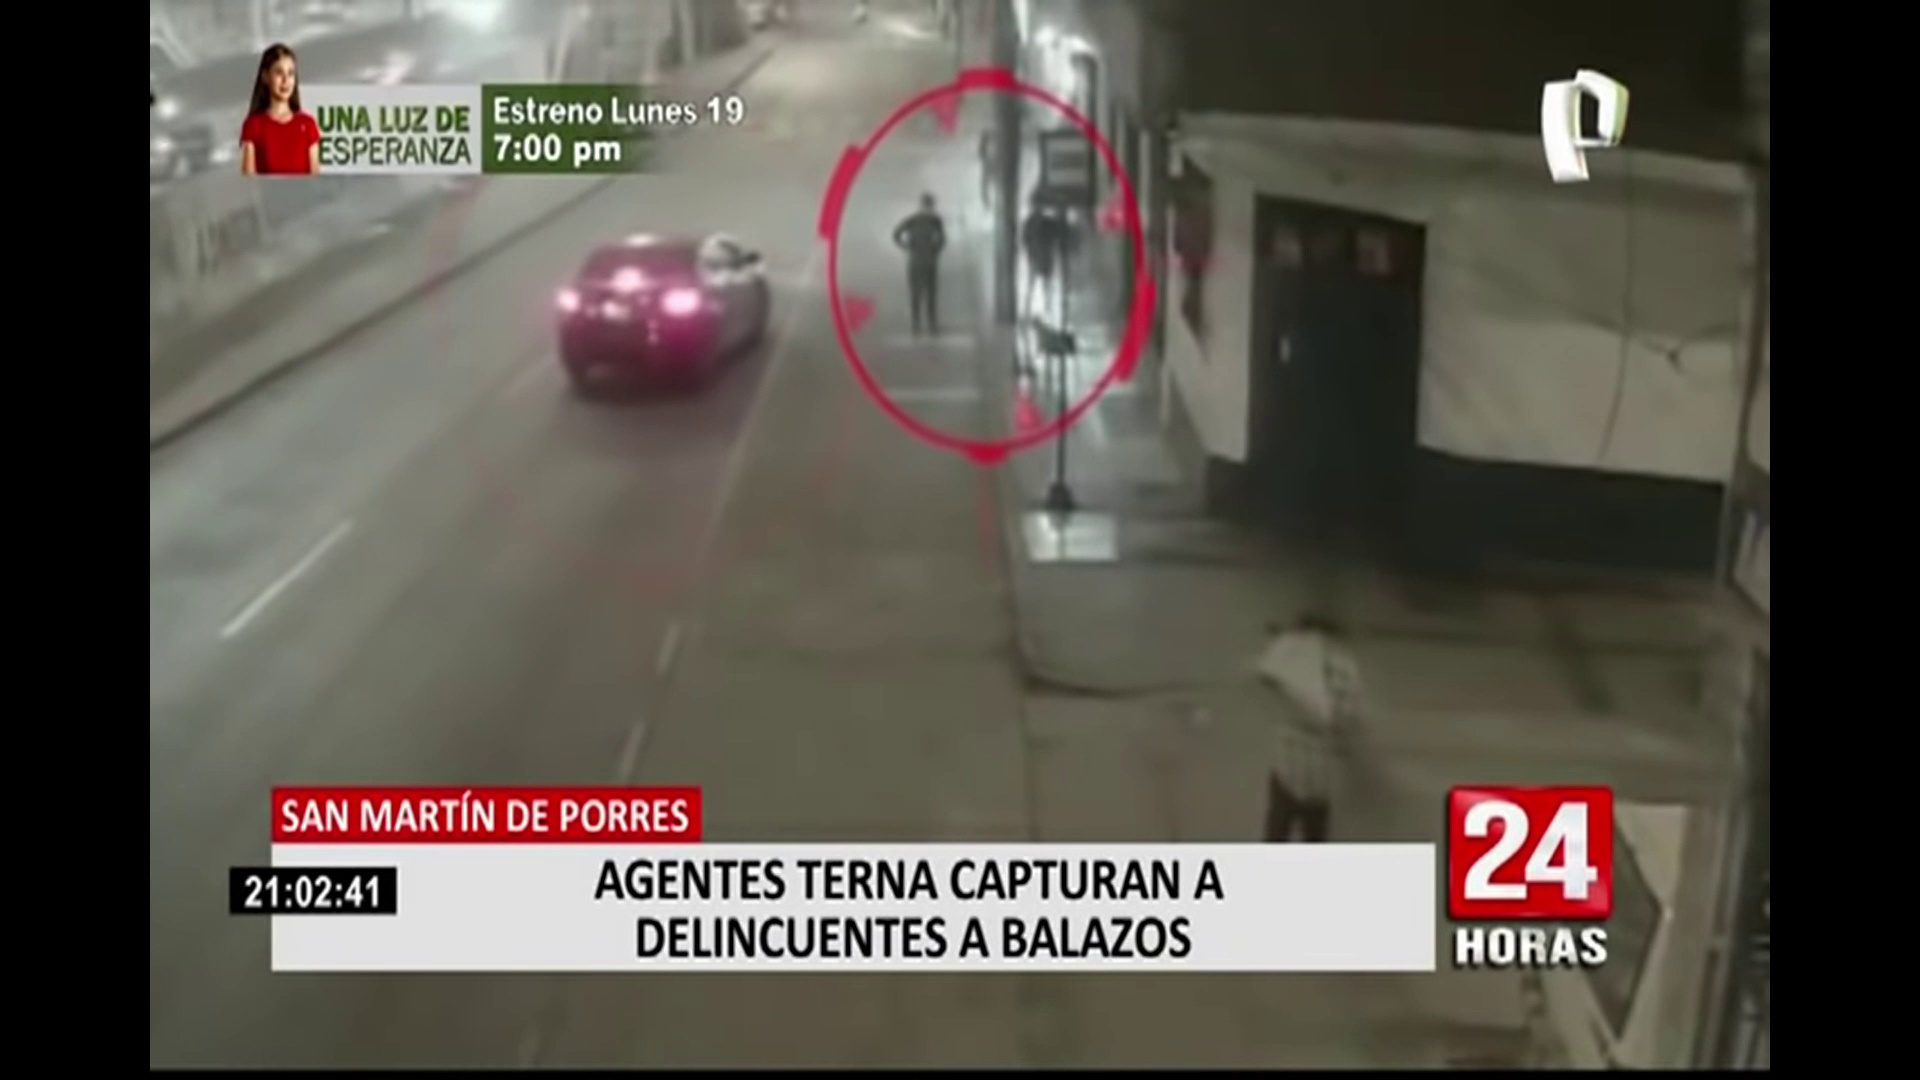 UNA LUZ DE
ESPERANZA
Estreno Lunes 19
7:00 pm
SAN MARTÍN DE PORRES
21:02:41
AGENTES TERNA CAPTURAN A
DELINCUENTES A BALAZOS
24
HORAS